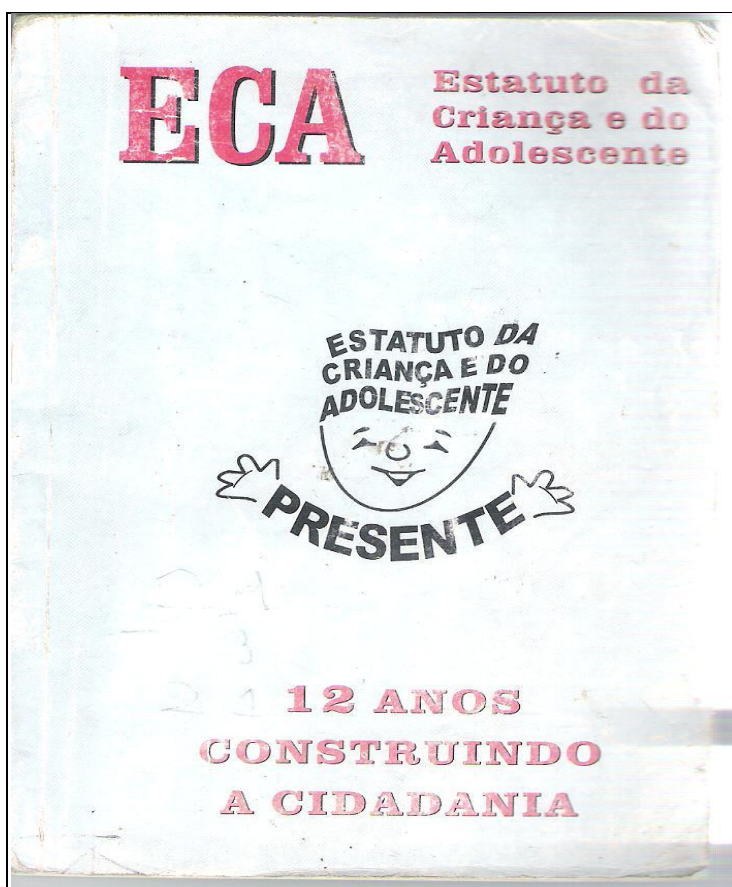 ECA
Estatuto da
Criança e do
Adolescente
ESTATUTO DA
CRIANÇA E DO
ADOLESCENTE
PRESENTE
12 ANOS
CONSTRUINDO
A CIDADANIA